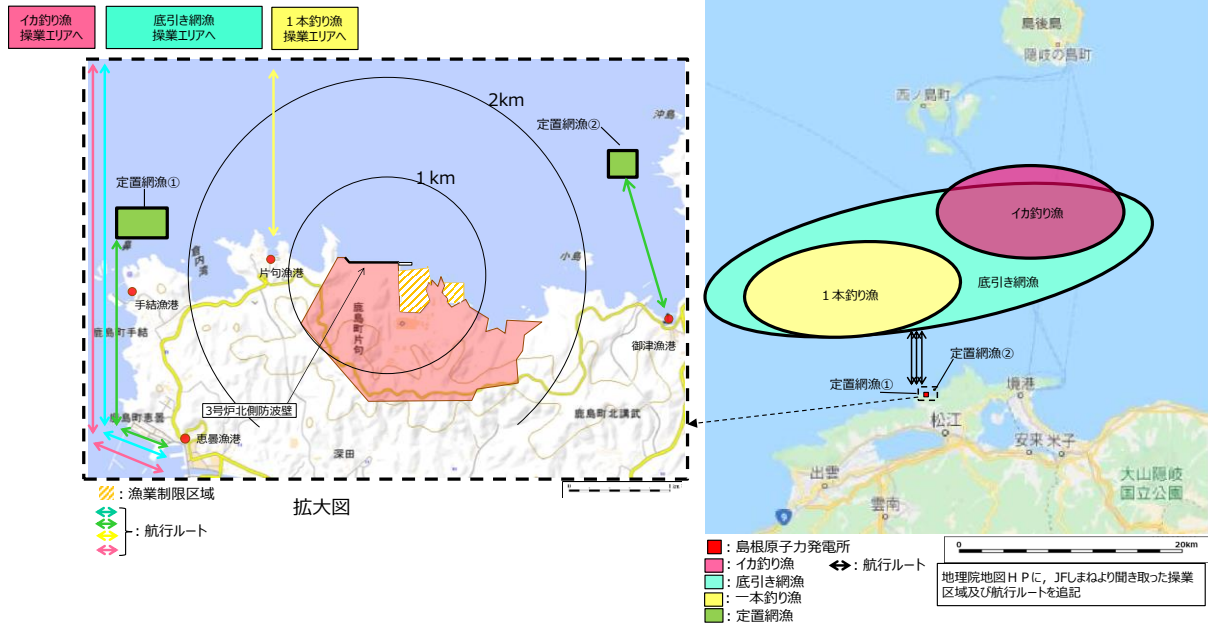 イカ釣り漁
操業エリアへ
底引き網漁
操業エリアへ
１本釣り漁
操業エリアへ
2km
1km
沖島
定置網漁②
定置網漁①
鼻
倉内湾
片句漁港
小島
手結漁港
鹿島町手結
鹿島町片句
御津漁港
3号炉北側防波壁
鹿島町恵曇
恵曇漁港
深田
鹿島町北講武
：漁業制限区域
：航行ルート
拡大図
島後島
隠岐の島町
西ノ島町
イカ釣り漁
底引き網漁
１本釣り漁
定置網漁②
定置網漁①
境港
松江
安来
米子
出雲
雲南
大山隠岐
国立公園
9
：島根原子力発電所
：イカ釣り漁
：航行ルート
：底引き網漁
：一本釣り漁
：定置網漁
0
20km
地理院地図ＨＰに，JFしまねより聞き取った操業
区域及び航行ルートを追記